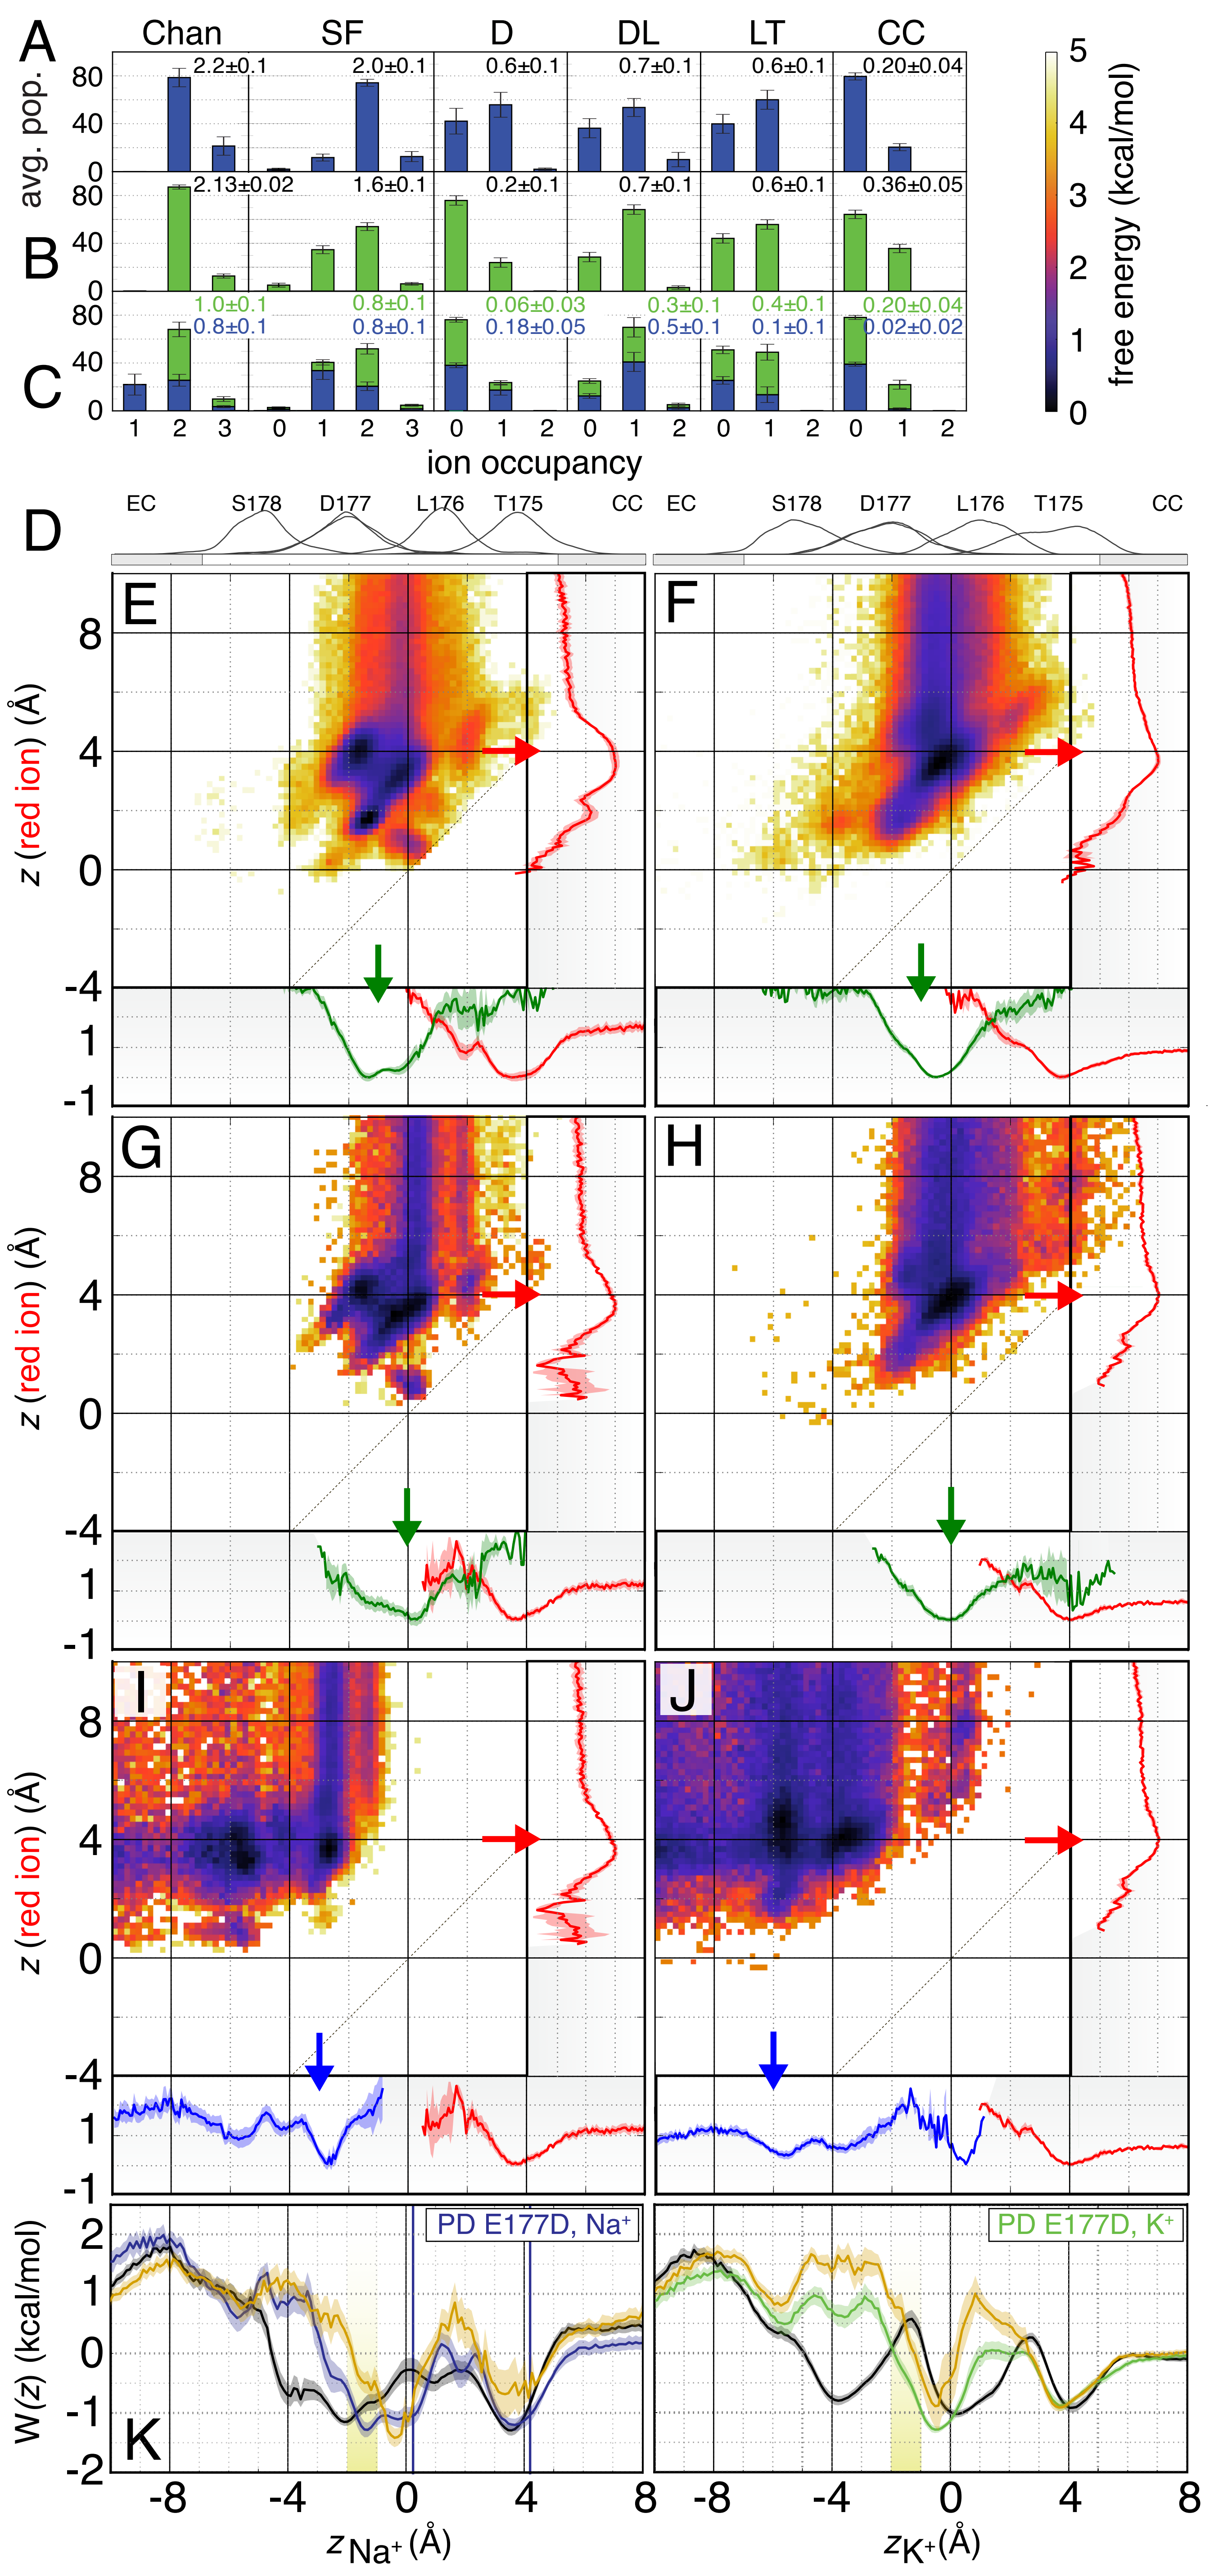 A
Chan SF D DL LT CC
avg. pop.
80
40
0
2.2±0.1 2.0±0.1 0.6±0.1 0.7±0.1 0.6±0.1 0.20±0.04
B
80
40
0
2.13±0.02 1.6±0.1 0.2±0.1 0.7±0.1 0.6±0.1 0.36±0.05
C
80
40
0
1.0±0.1 0.8±0.1 0.06±0.03 0.3±0.1 0.4±0.1 0.20±0.04
0.8±0.1 0.8±0.1 0.18±0.05 0.5±0.1 0.1±0.1 0.02±0.02
1 2 3 0 1 2 3 0 1 2 0 1 2 0 1 2 0 1 2
ion occupancy
5
4
3
2
1
0
free energy (kcal/mol)
D
EC S178 D177 L176 T175 CC
EC S178 D177 L176 T175 CC
E
F
z (red ion) (Å)
8
4
0
-4
1
-1
G
H
z (red ion) (Å)
8
4
0
-4
1
-1
I
J
z (red ion) (Å)
8
4
0
-4
1
-1
K
W(z) (kcal/mol)
2
1
0
-1
-2
PD E177D, Na+
PD E177D, K+
-8 -4 0 4 8
-8 -4 0 4 8
z Na+ (Å)
z K+ (Å)